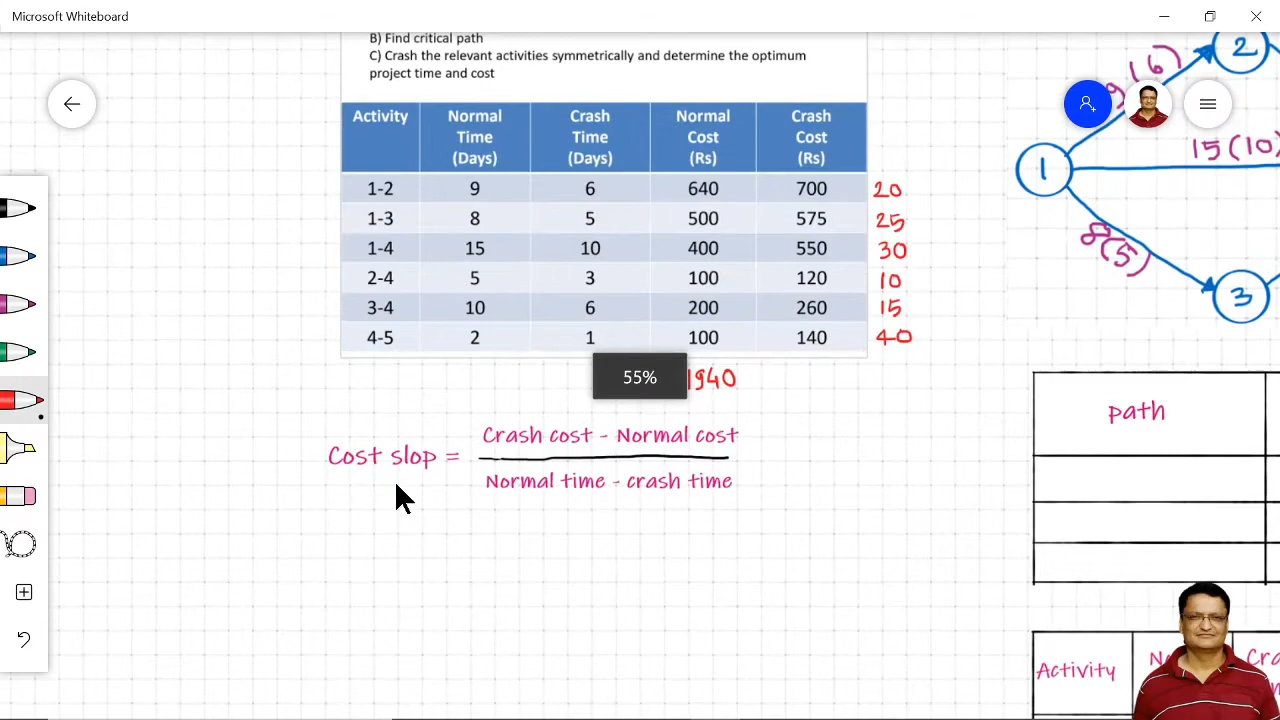 Microsoft Whiteboard
B) Find critical path
C) Crash the relevant activities symmetrically and determine the optimum
project time and cost
Activity Normal Time (Days) Crash Time (Days) Normal Cost (Rs) Crash Cost (Rs)
1-2 9 6 640 700 20
1-3 8 5 500 575 25
1-4 15 10 400 550 30
2-4 5 3 100 120 10
3-4 10 6 200 260 15
4-5 2 1 100 140 40
55%
1940
Cost slop = Crash cost - Normal cost
Normal time - crash time
2
9 (6)
1
15 (10)
8 (5)
3
path
Activity